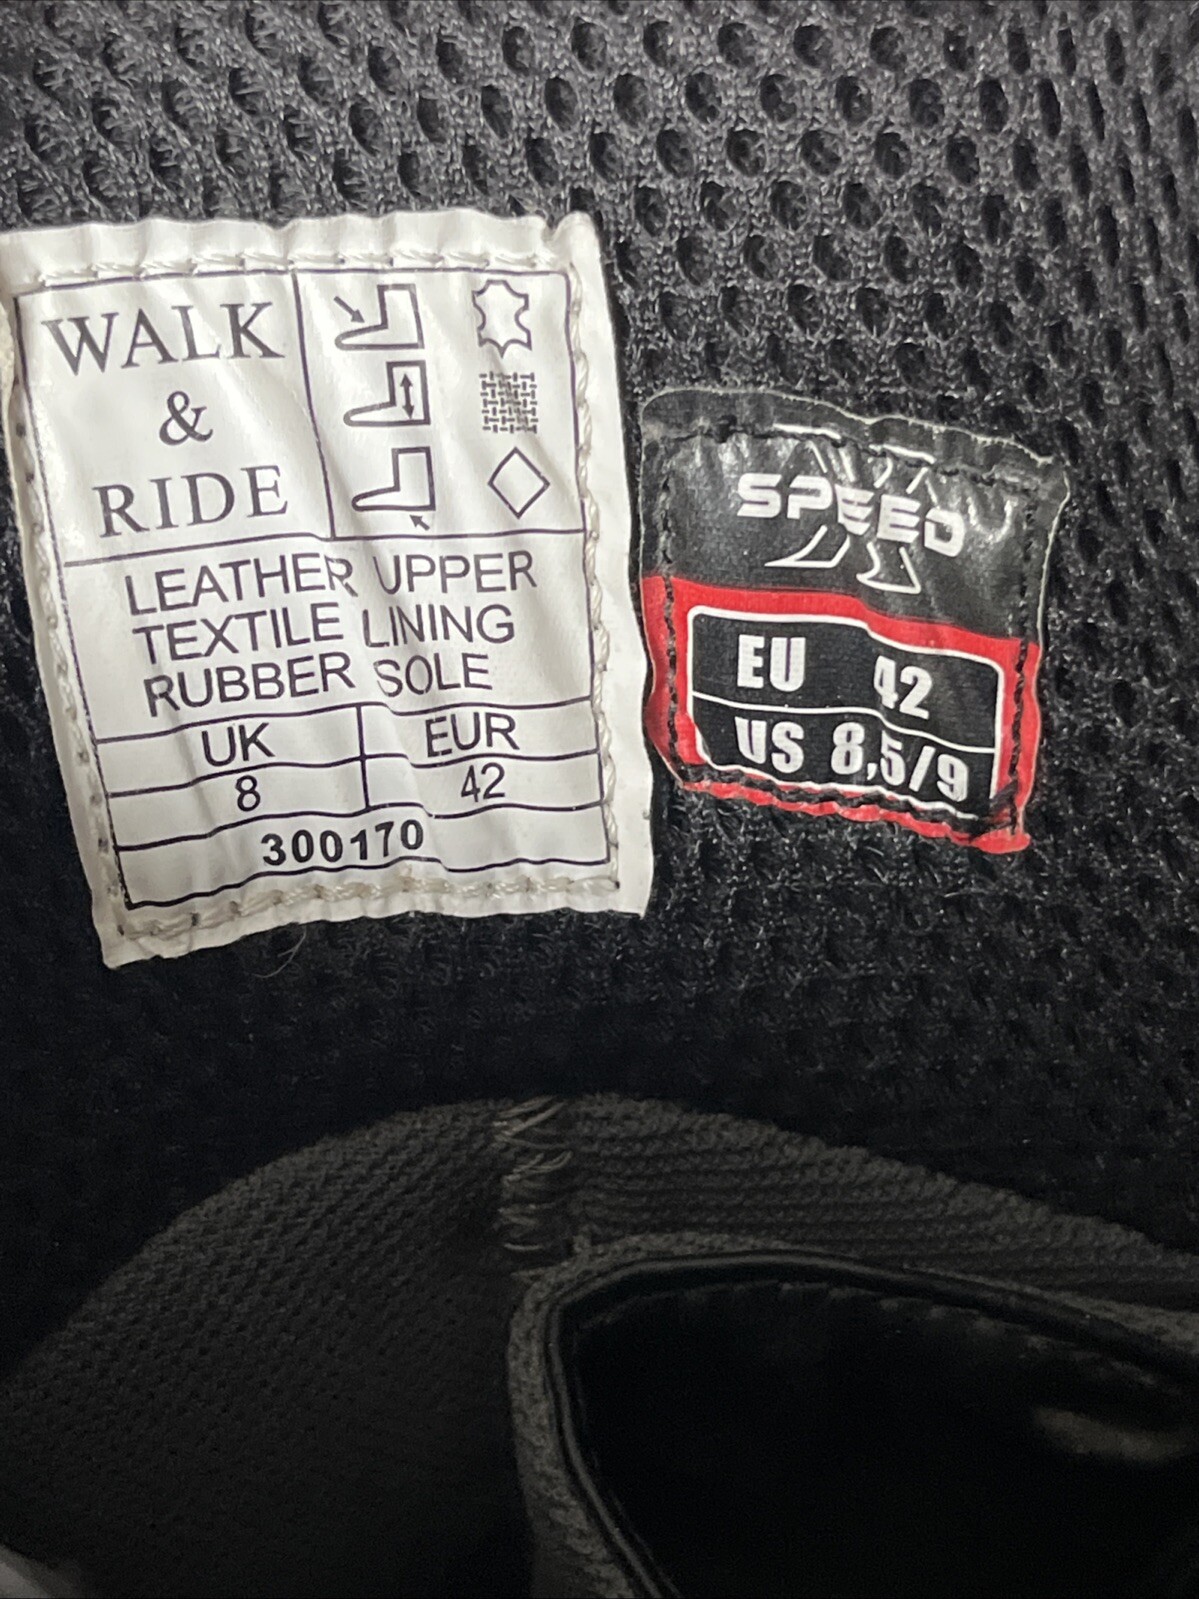 WALK
&
RIDE
LEATHER UPPER
TEXTILE LINING
RUBBER SOLE
UK EUR
8 42
300170
SPEED
EU 42
US 8,5/9